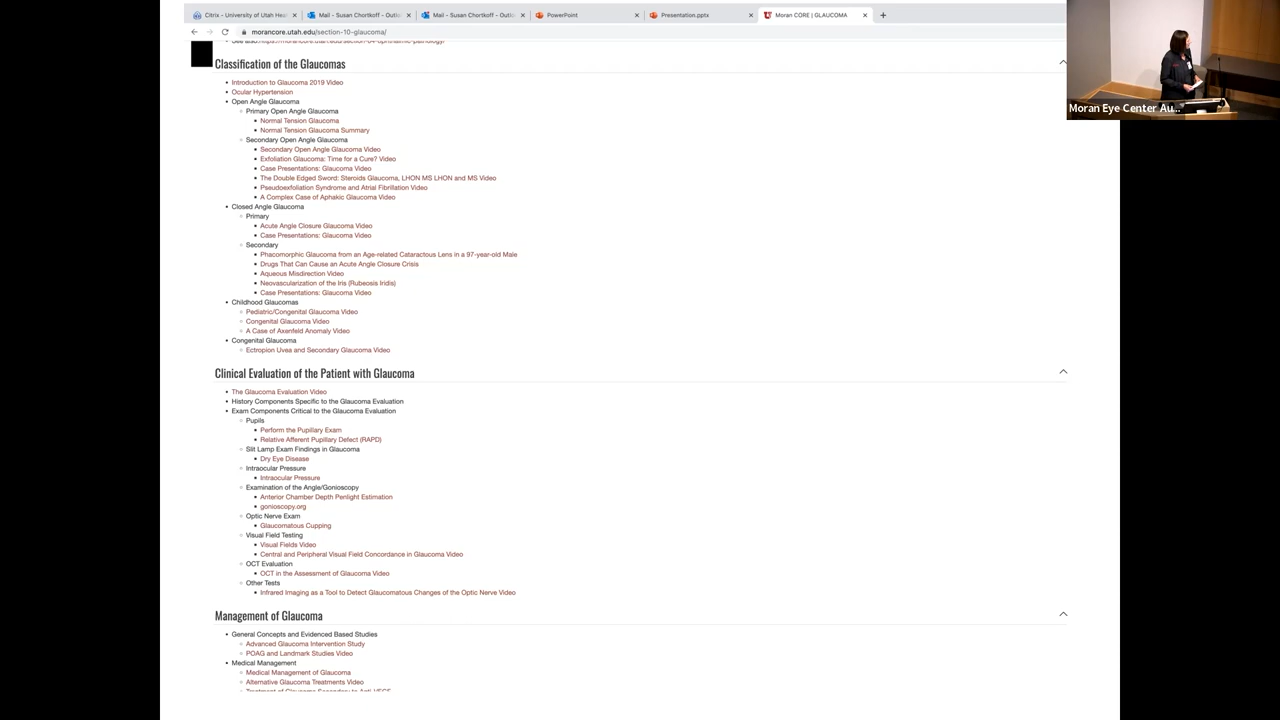 Citrix - University of Utah Hea
Mail - Susan Chortkoff - Outlo
Mail - Susan Chortkoff - Outlo
PowerPoint
Presentation.pptx
Moran CORE | GLAUCOMA
morancore.utah.edu/section-10-glaucoma/
Classification of the Glaucomas
Introduction to Glaucoma 2019 Video
Ocular Hypertension
Open Angle Glaucoma
Primary Open Angle Glaucoma
Normal Tension Glaucoma
Normal Tension Glaucoma Summary
Secondary Open Angle Glaucoma
Secondary Open Angle Glaucoma Video
Exfoliation Glaucoma: Time for a Cure? Video
Case Presentations: Glaucoma Video
The Double Edged Sword: Steroids Glaucoma, LHON MS LHON and MS Video
Pseudoexfoliation Syndrome and Atrial Fibrillation Video
A Complex Case of Aphakic Glaucoma Video
Closed Angle Glaucoma
Primary
Acute Angle Closure Glaucoma Video
Case Presentations: Glaucoma Video
Secondary
Phacomorphic Glaucoma from an Age-related Cataractous Lens in a 97-year-old Male
Drugs That Can Cause an Acute Angle Closure Crisis
Aqueous Misdirection Video
Neovascularization of the Iris (Rubeosis Iridis)
Case Presentations: Glaucoma Video
Childhood Glaucomas
Pediatric/Congenital Glaucoma Video
Congenital Glaucoma Video
A Case of Axenfeld Anomaly Video
Congenital Glaucoma
Ectropion Uvea and Secondary Glaucoma Video
Clinical Evaluation of the Patient with Glaucoma
The Glaucoma Evaluation Video
History Components Specific to the Glaucoma Evaluation
Exam Components Critical to the Glaucoma Evaluation
Pupils
Perform the Pupillary Exam
Relative Afferent Pupillary Defect (RAPD)
Slit Lamp Exam Findings in Glaucoma
Dry Eye Disease
Intraocular Pressure
Intraocular Pressure
Examination of the Angle/Gonioscopy
Anterior Chamber Depth Penlight Estimation
gonioscopy.org
Optic Nerve Exam
Glaucomatous Cupping
Visual Field Testing
Visual Fields Video
Central and Peripheral Visual Field Concordance in Glaucoma Video
OCT Evaluation
OCT in the Assessment of Glaucoma Video
Other Tests
Infrared Imaging as a Tool to Detect Glaucomatous Changes of the Optic Nerve Video
Management of Glaucoma
General Concepts and Evidenced Based Studies
Advanced Glaucoma Intervention Study
POAG and Landmark Studies Video
Medical Management
Medical Management of Glaucoma
Alternative Glaucoma Treatments Video
Treatment of Glaucoma Secondary to Anti-VEGF
Moran Eye Center Au...